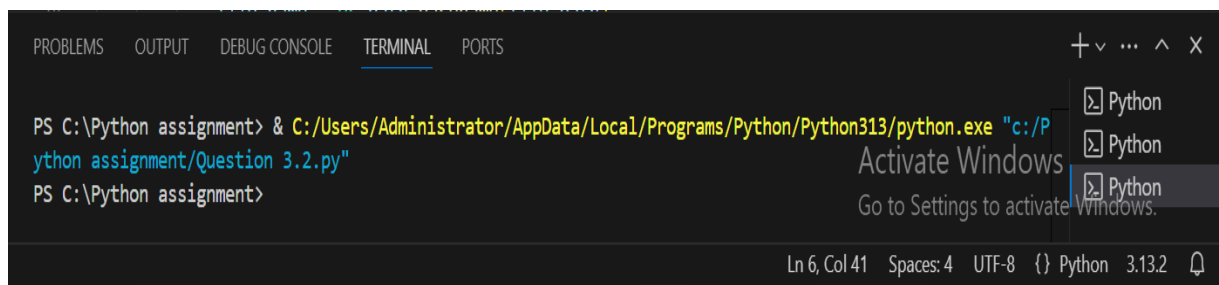 PROBLEMS OUTPUT DEBUG CONSOLE TERMINAL PORTS
PS C:\Python assignment> & C:/Users/Administrator/AppData/Local/Programs/Python/Python313/python.exe "c:/P
ython assignment/Question 3.2.py"
PS C:\Python assignment>
Python
Python
Python
Activate Windows
Go to Settings to activate Windows.
Ln 6, Col 41 Spaces: 4 UTF-8 {} Python 3.13.2